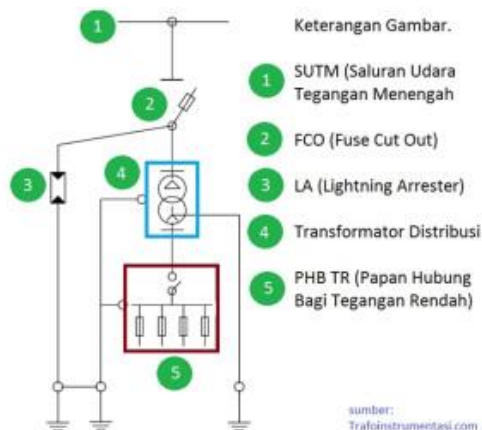 1
2
3
4
5
Keterangan Gambar.
1 SUTM (Saluran Udara
Tegangan Menengah
2 FCO (Fuse Cut Out)
3 LA (Lightning Arrester)
4 Transformator Distribusi
5 PHB TR (Papan Hubung
Bagi Tegangan Rendah)
sumber:
Trafoinstrumentasi.com